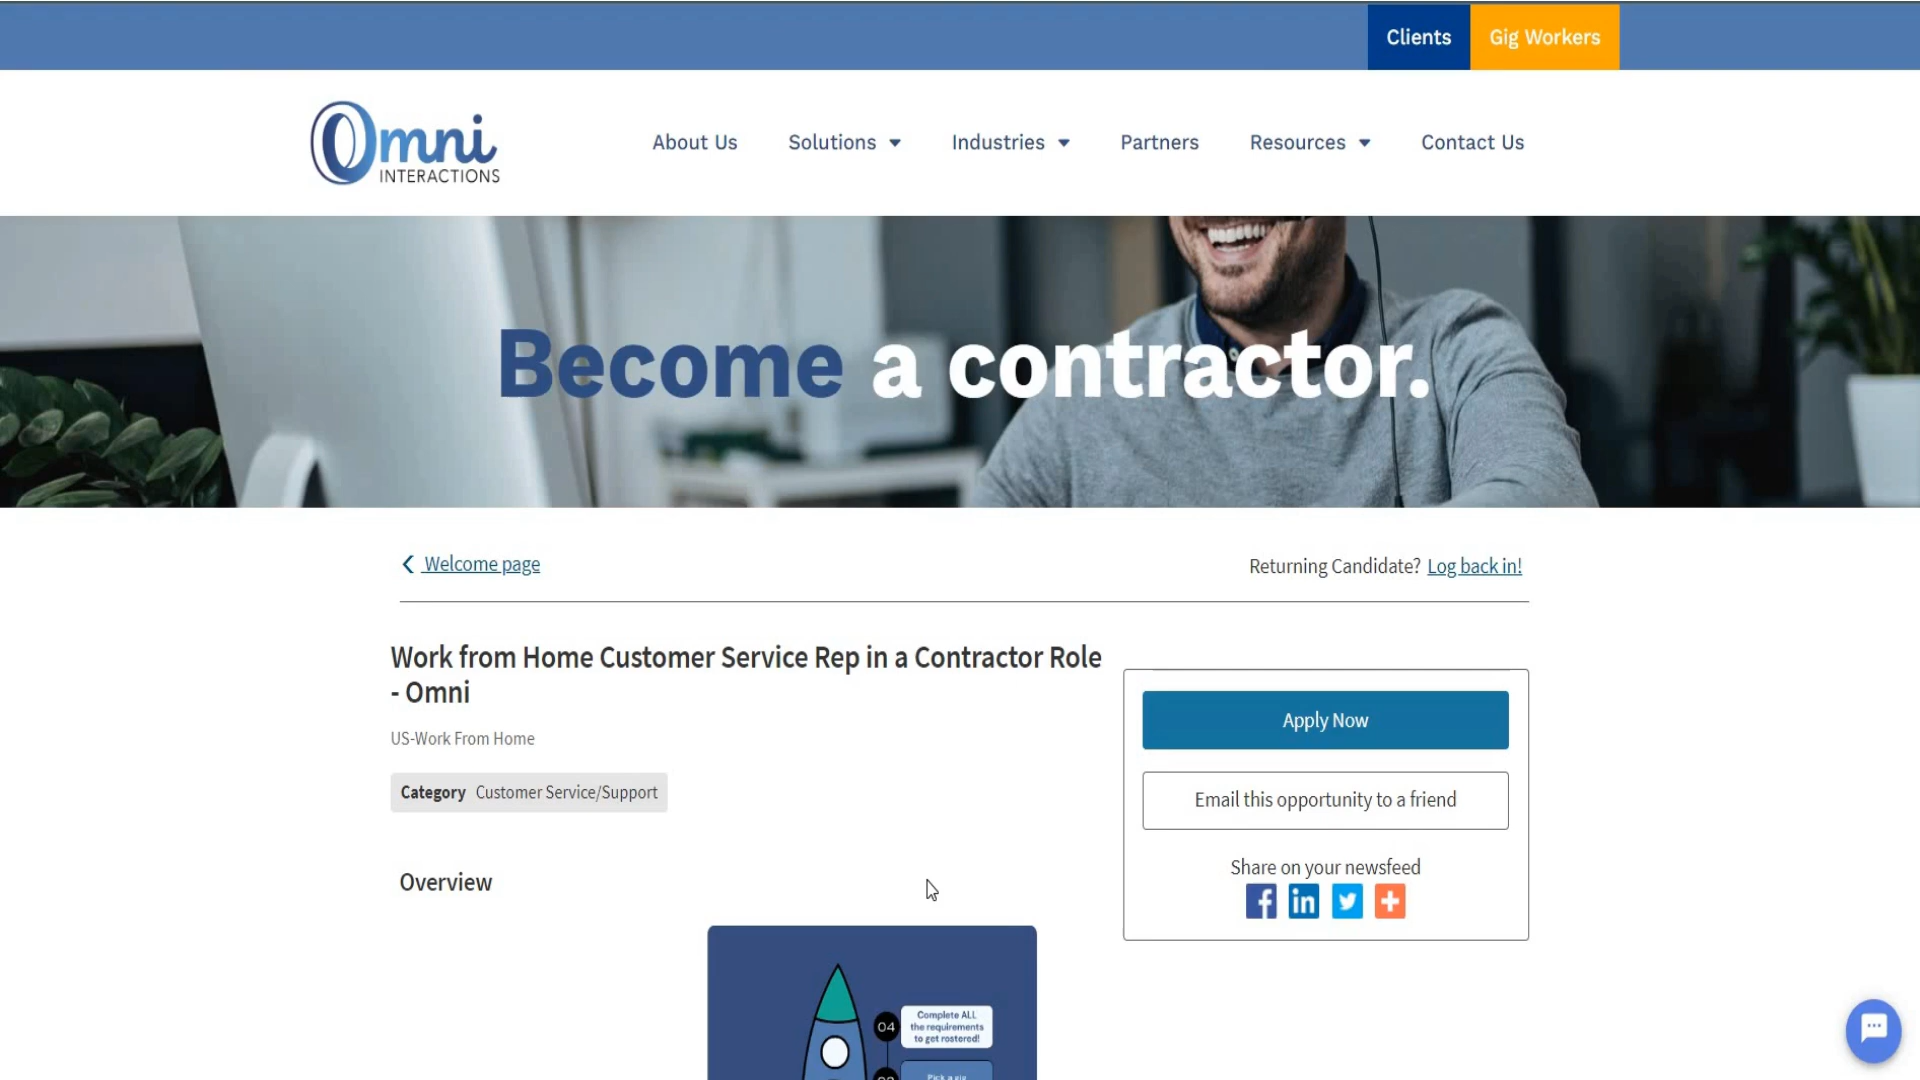 Clients
Gig Workers
Omni
INTERACTIONS
About Us
Solutions
Industries
Partners
Resources
Contact Us
Become a contractor.
Welcome page
Returning Candidate? Log back in!
Work from Home Customer Service Rep in a Contractor Role
- Omni
US-Work From Home
Category Customer Service/Support
Apply Now
Email this opportunity to a friend
Share on your newsfeed
Overview
04
Complete ALL
the requirements
to get rostered!
Pick a gig